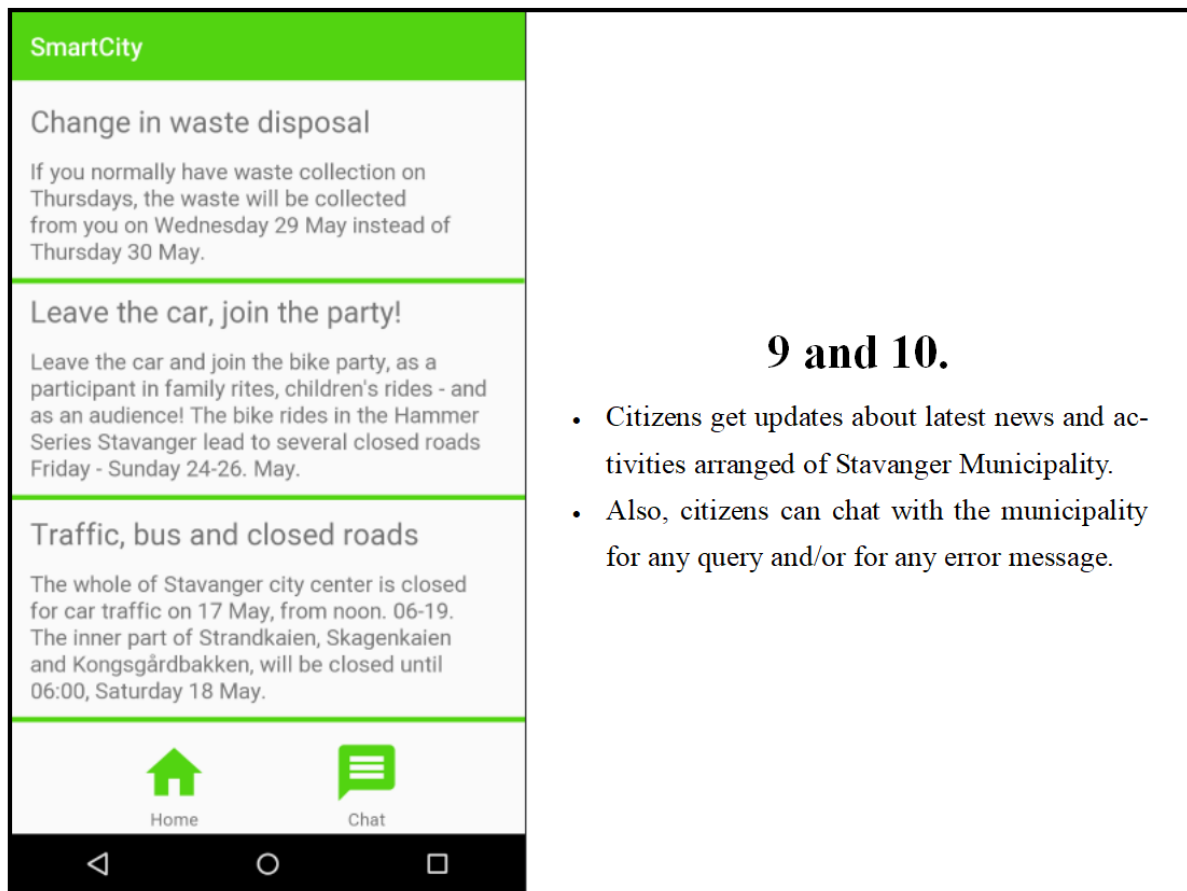 SmartCity
Change in waste disposal
If you normally have waste collection on
Thursdays, the waste will be collected
from you on Wednesday 29 May instead of
Thursday 30 May.
Leave the car, join the party!
Leave the car and join the bike party, as a
participant in family rites, children's rides - and
as an audience! The bike rides in the Hammer
Series Stavanger lead to several closed roads
Friday - Sunday 24-26. May.
Traffic, bus and closed roads
The whole of Stavanger city center is closed
for car traffic on 17 May, from noon. 06-19.
The inner part of Strandkaien, Skagenkaien
and Kongsgårdbakken, will be closed until
06:00, Saturday 18 May.
Home
Chat
9 and 10.
• Citizens get updates about latest news and ac-
tivities arranged of Stavanger Municipality.
• Also, citizens can chat with the municipality
for any query and/or for any error message.